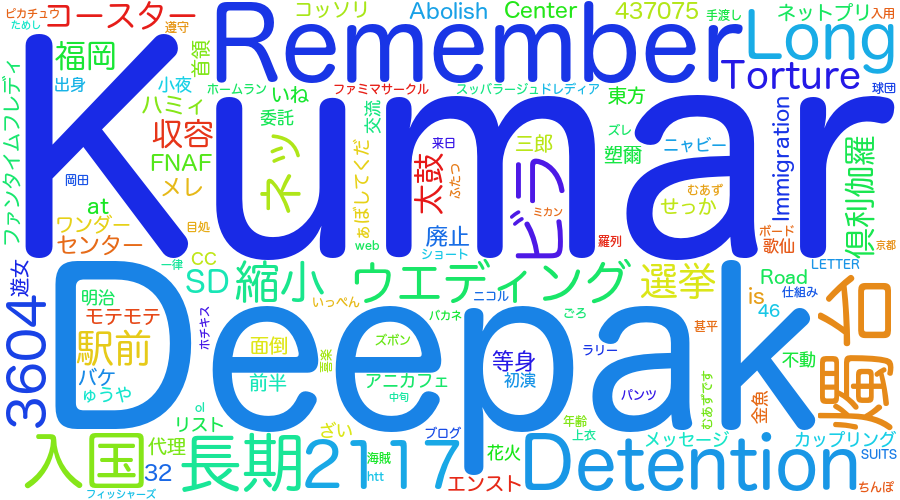 ピカチュウ
ためし
コースター
遵守
コッソリ
Abolish
Center
437075
手渡し
ネットプリ
入用
Kumar
Remember
Long
福岡
首領
Torture
出身
小夜
ホームラン
いね
ファミマサークル
スッパラージュドレディア
東方
球団
ファンタイムフレディ
ハミィ
委託
交流
Immigration
収容
来日
三郎
ズレ
塑爾
ニャビー
倶利伽羅
FNAF
ネッ
ぁぼしてくだ
太鼓
ふたつ
ビラ
岡田
メレ
むあず
せっか
at
ミカン
ワンダー
目処
廃止
ボード
センター
web
ショート
羅列
歌仙
京都
一律
CC
LETTER
遊女
SD
縮小
ウエディング
選挙
Road
Deepak
明治
いっぺん
ニコル
is
仕組み
3604
モテモテ
ホチキス
バカネ
ごろ
46
燭台
駅前
面倒
喜楽
ズボン
甚平
バケ
等身
ラリー
不動
ゅうや
前半
アニカフェ
初演
パンツ
むあずです
金魚
中旬
ol
リスト
ざい
ブログ
年齢
上衣
メッセージ
カップリング
入国
代理
長期
2117
花火
Detention
SUITS
32
海賊
htt
エンスト
フィッシャーズ
ちんぽ